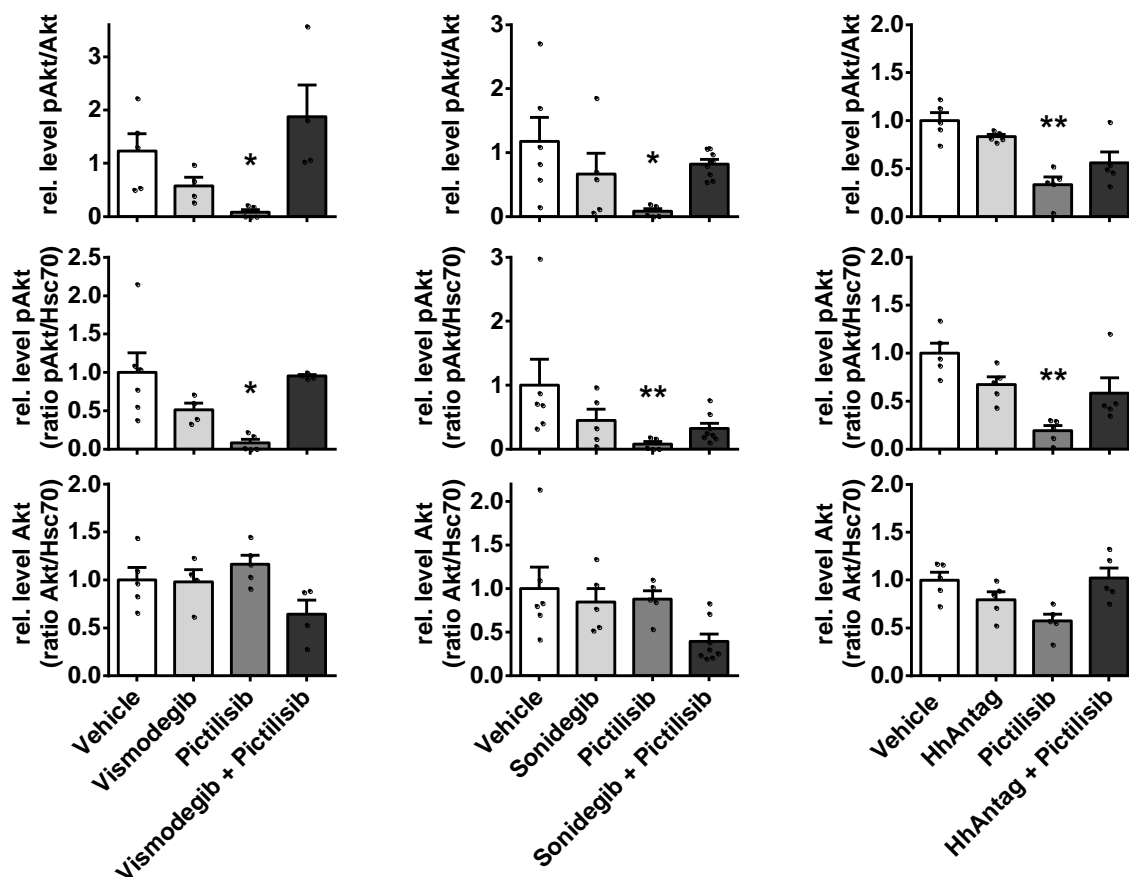 rel. level pAkt/Akt
3
2
1
0
*
rel. level pAkt/Akt
3
2
1
0
*
rel. level pAkt/Akt
2.0
1.5
1.0
0.5
0.0
**
rel. level pAkt
(ratio pAkt/Hsc70)
2.5
2.0
1.5
1.0
0.5
0.0
*
rel. level pAkt
(ratio pAkt/Hsc70)
3
2
1
0
**
rel. level pAkt
(ratio pAkt/Hsc70)
2.0
1.5
1.0
0.5
0.0
**
rel. level Akt
(ratio Akt/Hsc70)
2.0
1.5
1.0
0.5
0.0
Vehicle
Vismodegib
Pictilisib
Vismodegib + Pictilisib
rel. level Akt
(ratio Akt/Hsc70)
2.0
1.5
1.0
0.5
0.0
Vehicle
Sonidegib
Pictilisib
Sonidegib + Pictilisib
rel. level Akt
(ratio Akt/Hsc70)
2.0
1.5
1.0
0.5
0.0
Vehicle
HhAntag
Pictilisib
HhAntag + Pictilisib